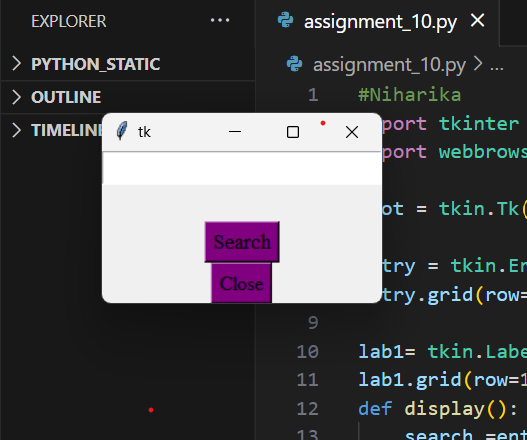 EXPLORER
...
PYTHON_STATIC
OUTLINE
TIMELINE
assignment_10.py
assignment_10.py > ...
1 #Niharika
port tkinter
port webbrows
ot = tkin.Tk(
try = tkin.En
try.grid(row=
9
10 lab1= tkin.Labe
11 lab1.grid(row=1
12 def display():
13 search =ent
tk
Search
Close